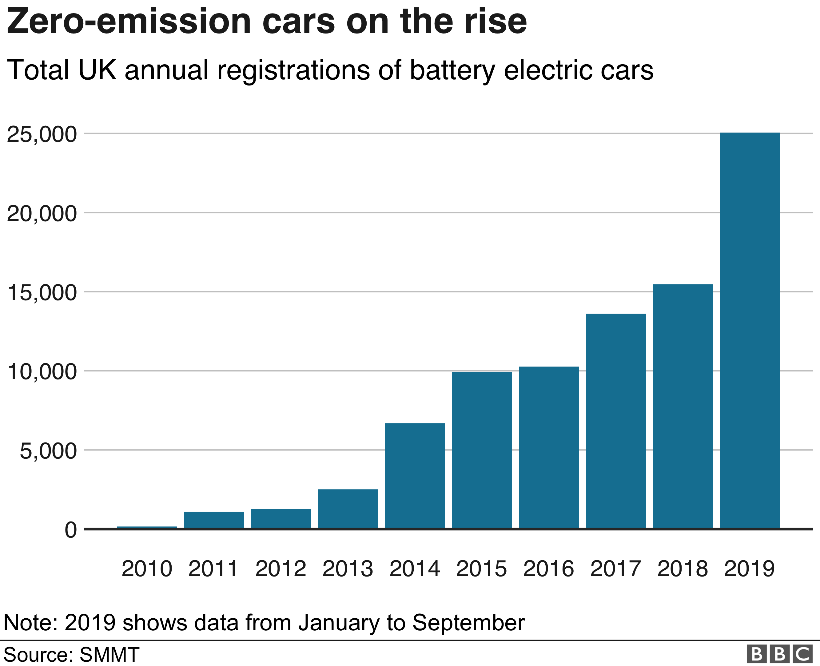 Zero-emission cars on the rise
Total UK annual registrations of battery electric cars
25,000
20,000
15,000
10,000
5,000
0
2010 2011 2012 2013 2014 2015 2016 2017 2018 2019
Note: 2019 shows data from January to September
Source: SMMT
BBC